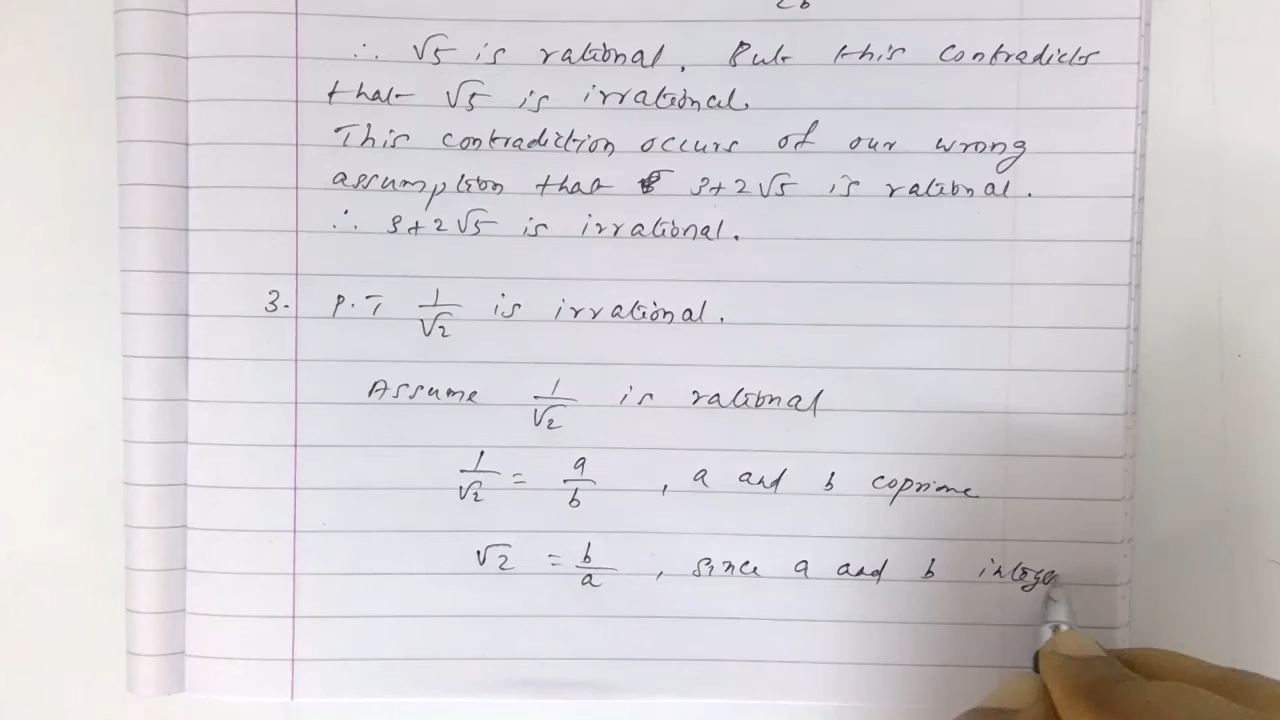 2b
∴ √5 is rational. But this contradicts
that √5 is irrational.
This contradiction occurs of our wrong
assumption that 3+2√5 is rational.
∴ 3+2√5 is irrational.
3. P.T 1/√2 is irrational.
Assume 1/√2 is rational
1/√2 = a/b , a and b coprime
√2 = b/a , since a and b intege